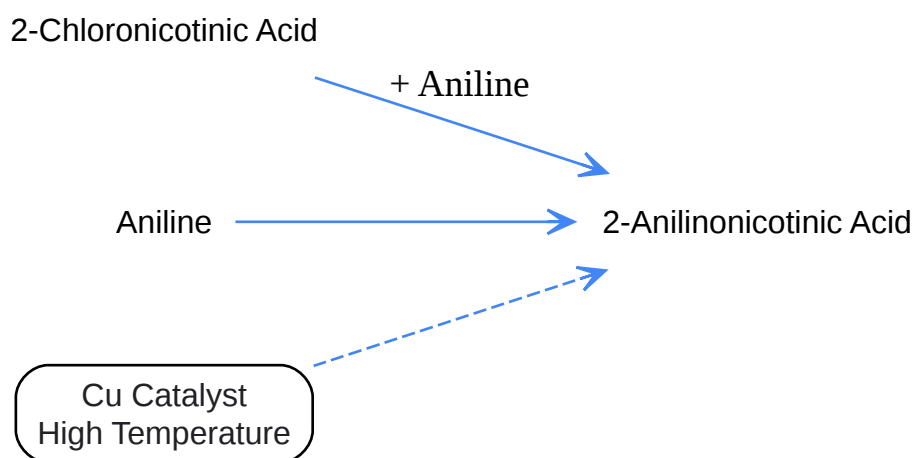 2-Chloronicotinic Acid
+ Aniline
Aniline
2-Anilinonicotinic Acid
Cu Catalyst
High Temperature